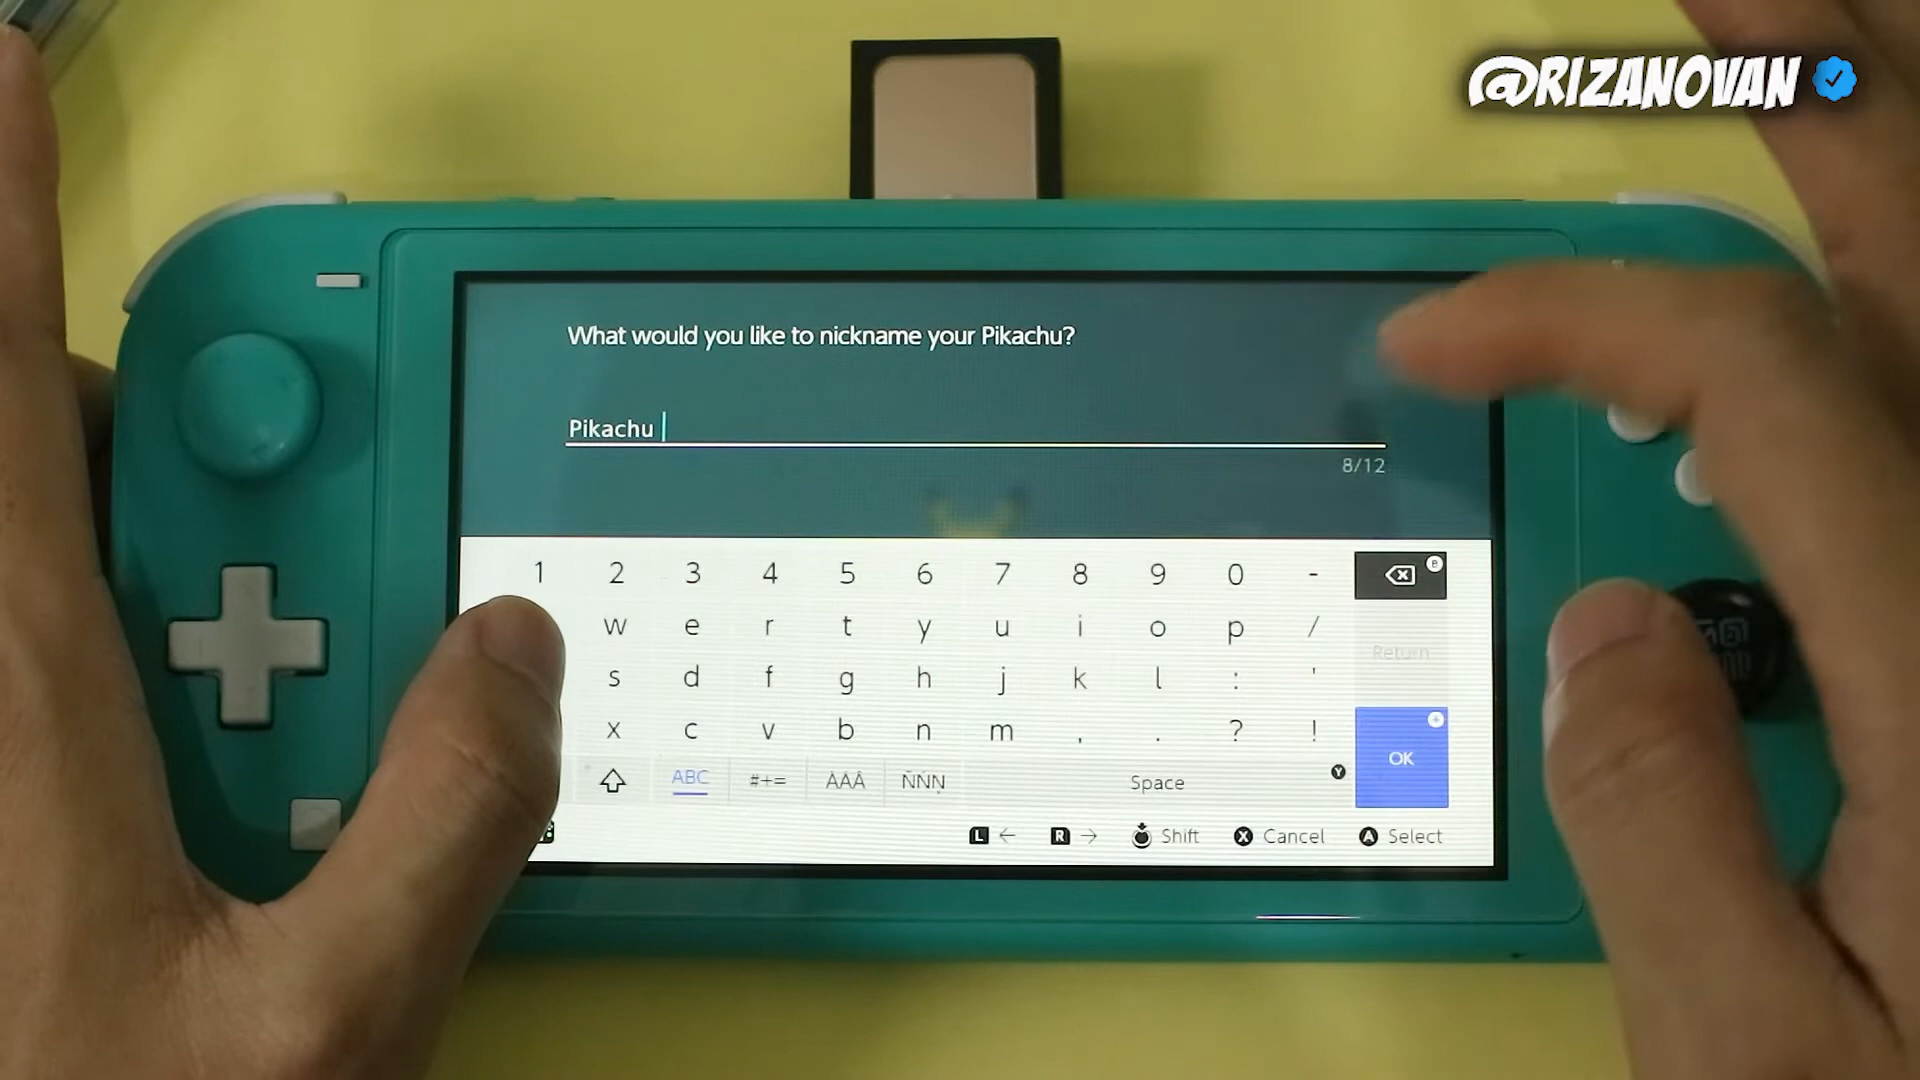 @RIZANOVAN
What would you like to nickname your Pikachu?
Pikachu
8/12
1 2 3 4 5 6 7 8 9 0 - B
w e r t y u i o p / Return
s d f g h j k l : '
x c v b n m , . ? ! + OK
ABC #+= ÀÁÂ ÑŃŅ Space Y
L ← R → Shift X Cancel A Select